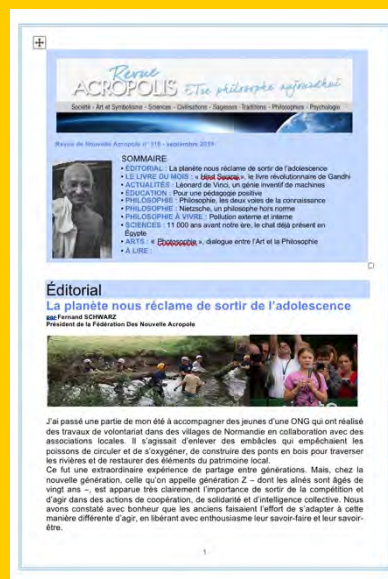 Revue
ACROPOLIS Etre philosophe aujourd'hui
Société - Art et Symbolisme - Sciences - Civilisations - Sagesses - Traditions - Philosophies - Psychologie
Revue de Nouvelle Acropole n° 318 - septembre 2019
SOMMAIRE
• ÉDITORIAL : La planète nous réclame de sortir de l'adolescence
• LE LIVRE DU MOIS : « Hind Swaraj », le livre révolutionnaire de Gandhi
• ACTUALITÉS : Léonard de Vinci, un génie inventif de machines
• ÉDUCATION : Pour une pédagogie positive
• PHILOSOPHIE : Philosophie, les deux voies de la connaissance
• PHILOSOPHIE : Nietzsche, un philosophe hors norme
• PHILOSOPHIE À VIVRE : Pollution externe et interne
• SCIENCES : 11 000 ans avant notre ère, le chat déjà présent en
Égypte
• ARTS : « Photosophie », dialogue entre l'Art et la Philosophie
• À LIRE :
Éditorial
La planète nous réclame de sortir de l'adolescence
par Fernand SCHWARZ
Président de la Fédération Des Nouvelle Acropole
J'ai passé une partie de mon été à accompagner des jeunes d'une ONG qui ont réalisé
des travaux de volontariat dans des villages de Normandie en collaboration avec des
associations locales. Il s'agissait d'enlever des embâcles qui empêchaient les
poissons de circuler et de s'oxygéner, de construire des ponts en bois pour traverser
les rivières et de restaurer des éléments du patrimoine local.
Ce fut une extraordinaire expérience de partage entre générations. Mais, chez la
nouvelle génération, celle qu'on appelle génération Z – dont les aînés sont âgés de
vingt ans –, est apparue très clairement l'importance de sortir de la compétition et
d'agir dans des actions de coopération, de solidarité et d'intelligence collective. Nous
avons constaté avec bonheur que les anciens faisaient l'effort de s'adapter à cette
manière différente d'agir, en libérant avec enthousiasme leur savoir-faire et leur savoir-
être.
1